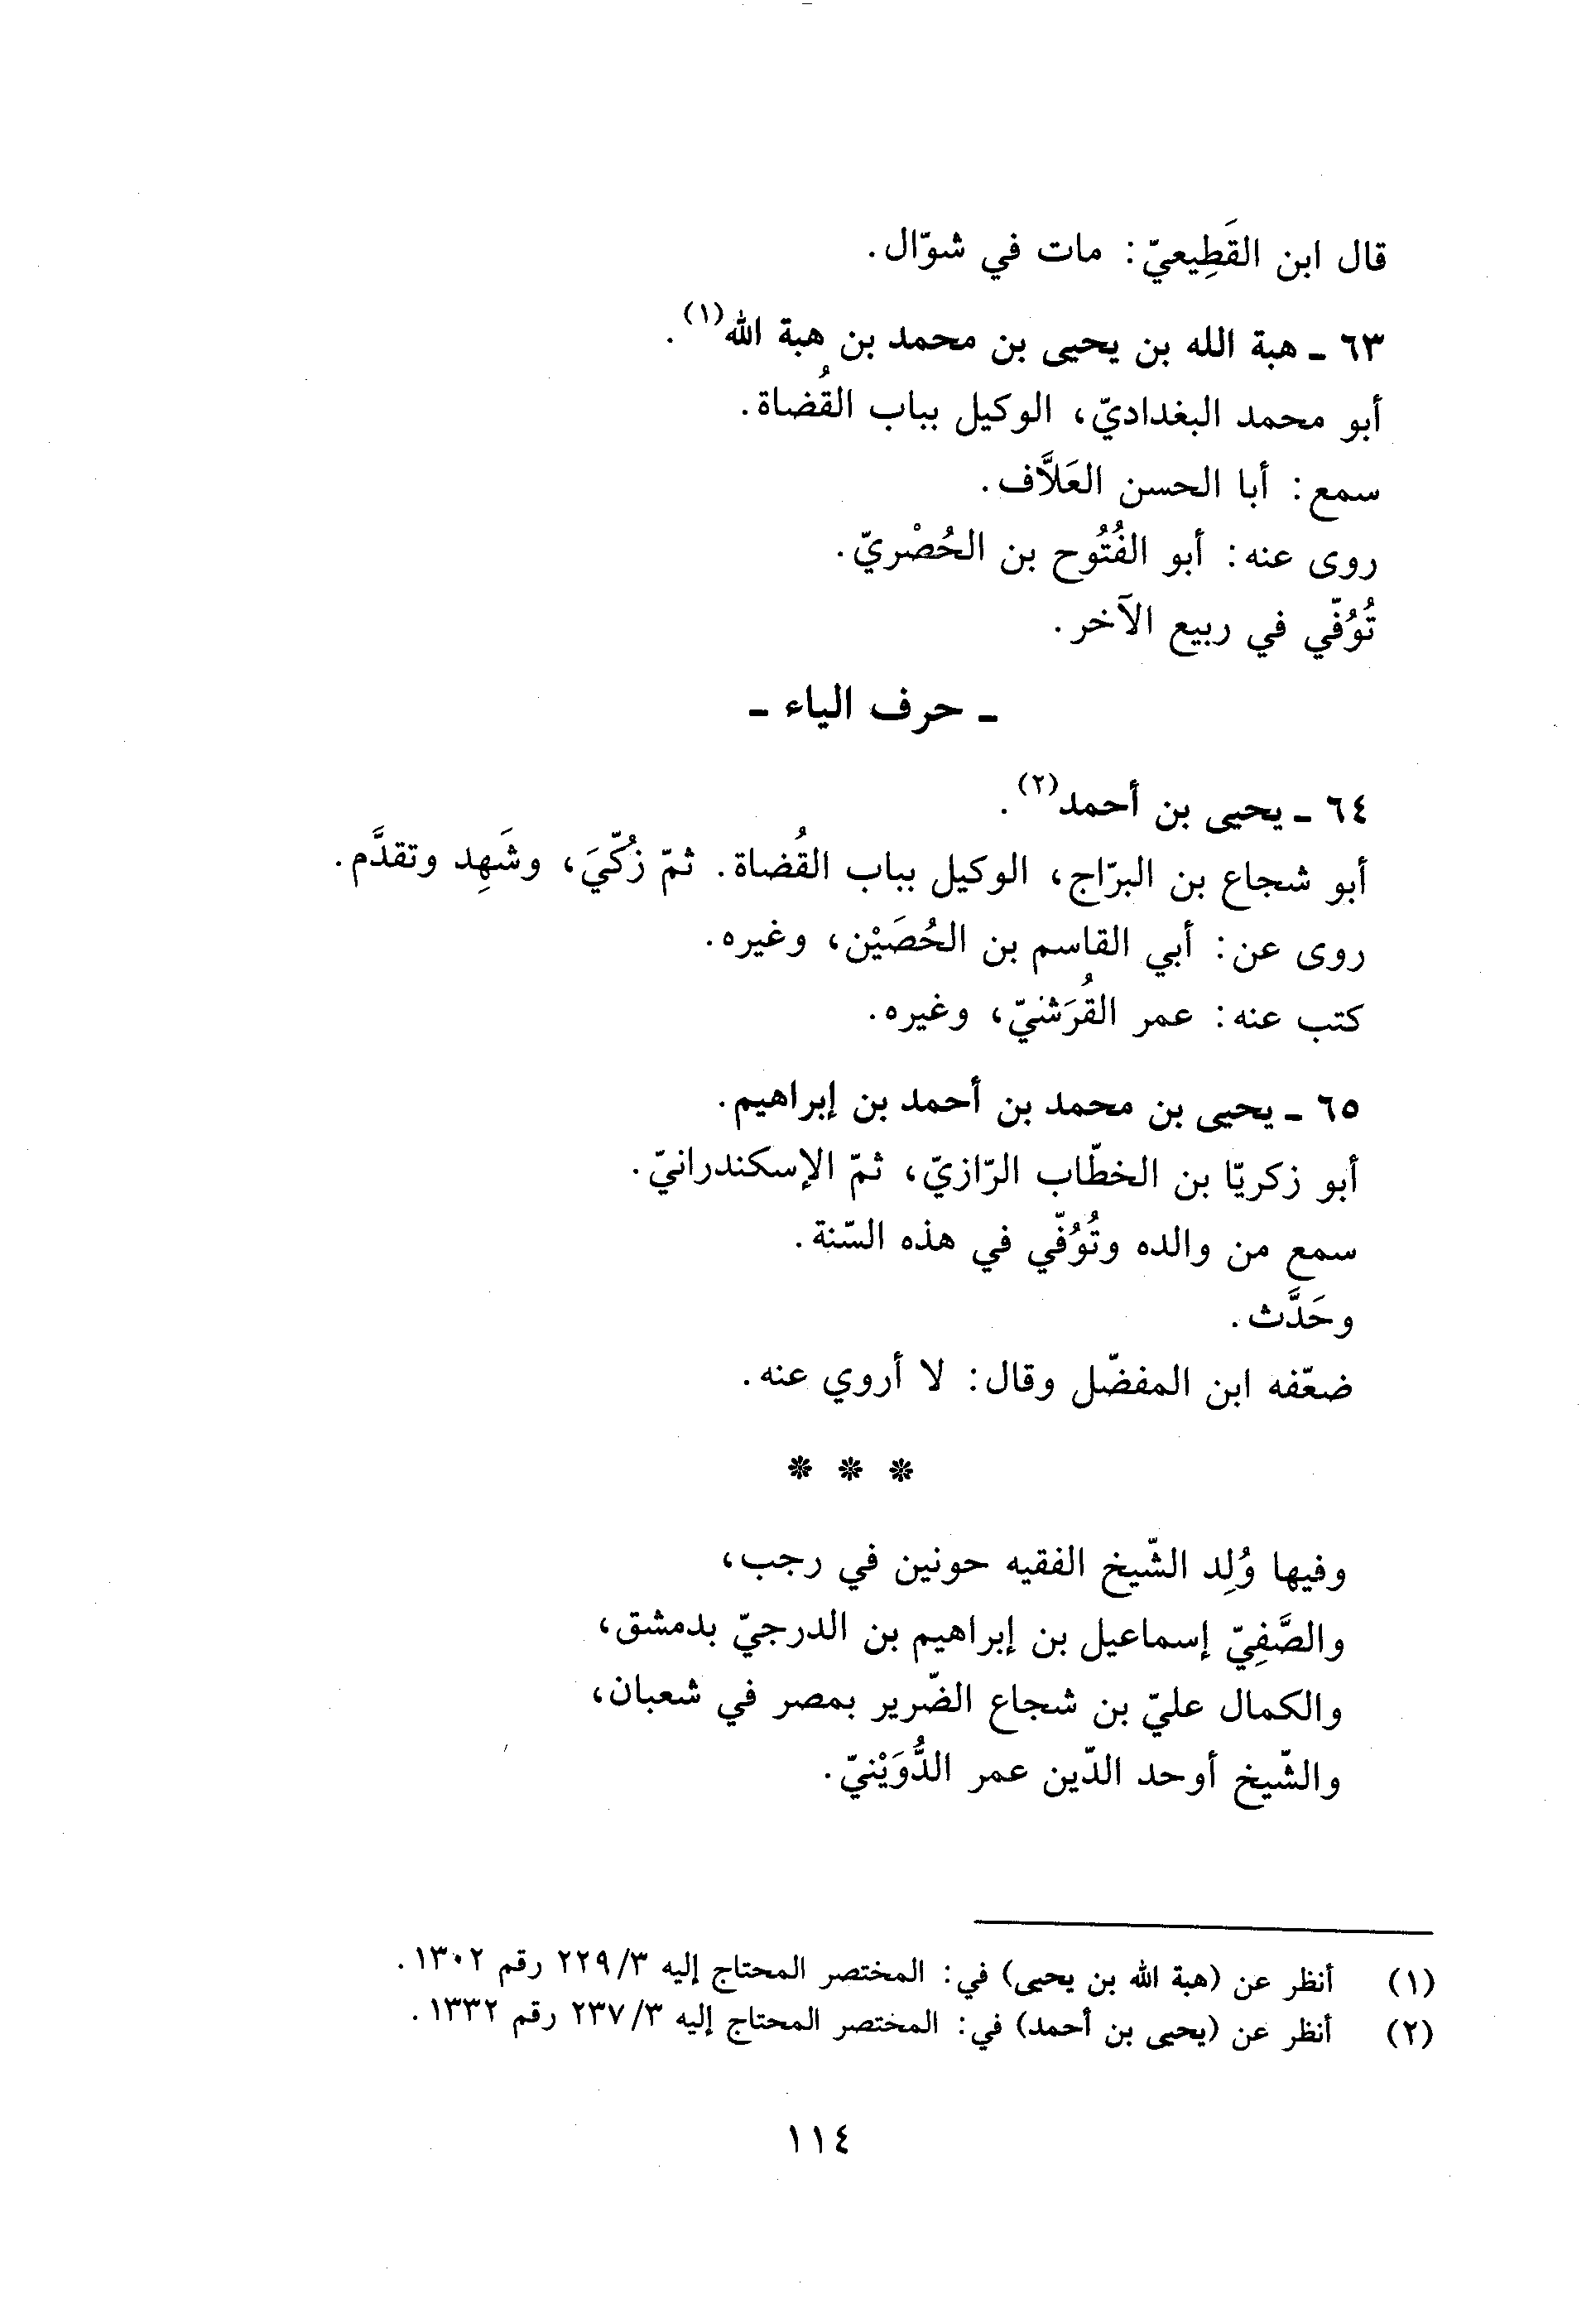 قال ابن القَطِيعيّ: مات في شوّال.
٦٣ ـ هبة الله بن يحيى بن محمد بن هبة الله(١).
أبو محمد البغداديّ، الوكيل بباب القُضاة.
سمع: أبا الحسن العَلاَّف.
روى عنه: أبو الفُتُوح بن الحُصْريّ.
تُوُفّي في ربيع الآخر.
ـ حرف الياء ـ
٦٤ ـ يحيى بن أحمد(٢).
أبو شجاع بن البرّاج، الوكيل بباب القُضاة. ثمّ زُكّيَ، وشَهِد وتقدَّم.
روى عن: أبي القاسم بن الحُصَيْن، وغيره.
كتب عنه: عمر القُرَشيّ، وغيره.
٦٥ ـ يحيى بن محمد بن أحمد بن إبراهيم.
أبو زكريّا بن الخطّاب الرّازيّ، ثمّ الإسكندرانيّ.
سمع من والده وتُوُفّي في هذه السّنة.
وحَدَّث.
ضعّفه ابن المفضّل وقال: لا أروي عنه.
* * *
وفيها وُلِد الشّيخ الفقيه حونين في رجب،
والصَّفِيّ إسماعيل بن إبراهيم بن الدرجيّ بدمشق،
والكمال عليّ بن شجاع الضّرير بمصر في شعبان،
والشّيخ أوحد الدّين عمر الدُّوَيْنيّ.
(١) أنظر عن (هبة الله بن يحيى) في: المختصر المحتاج إليه ٢٢٩/٣ رقم ١٣٠٢.
(٢) أنظر عن (يحيى بن أحمد) في: المختصر المحتاج إليه ٢٣٧/٣ رقم ١٣٣٢.
١١٤